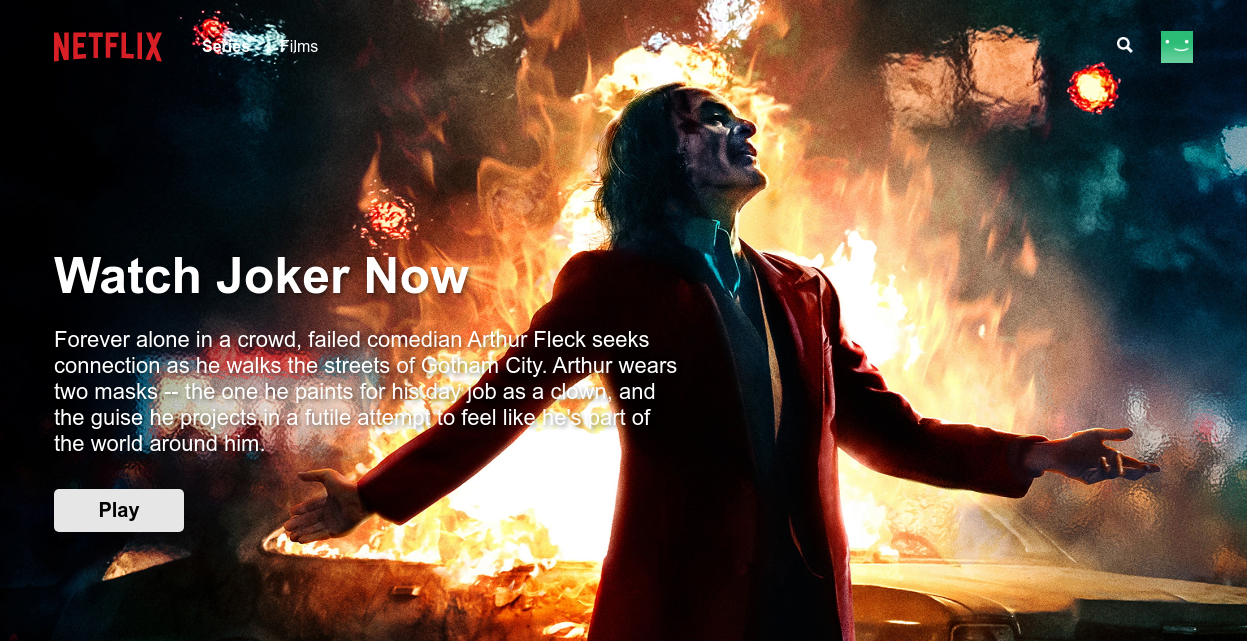 NETFLIX Series Films
Watch Joker Now
Forever alone in a crowd, failed comedian Arthur Fleck seeks
connection as he walks the streets of Gotham City. Arthur wears
two masks -- the one he paints for his day job as a clown, and
the guise he projects in a futile attempt to feel like he's part of
the world around him.
Play